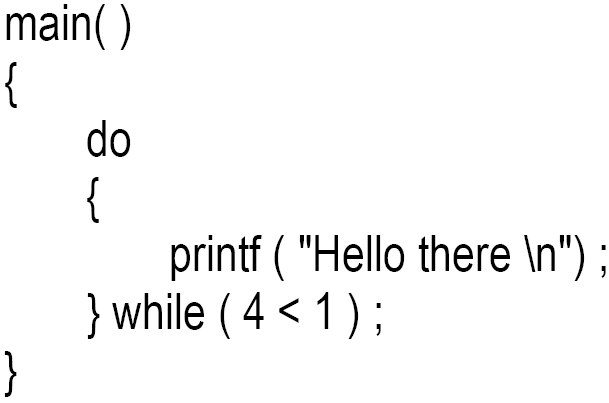 main( )
{
do
{
printf ( "Hello there \n") ;
} while ( 4 < 1 ) ;
}